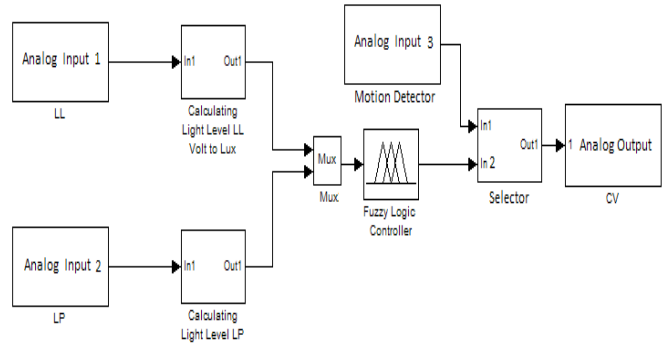 Analog Input 1
LL
In1 Out1
Calculating
Light Level LL
Volt to Lux
Analog Input 3
Motion Detector
Mux
Mux
Fuzzy Logic
Controller
In1
In 2
Out1
Selector
1 Analog Output
CV
Analog Input 2
LP
In1 Out1
Calculating
Light Level LP